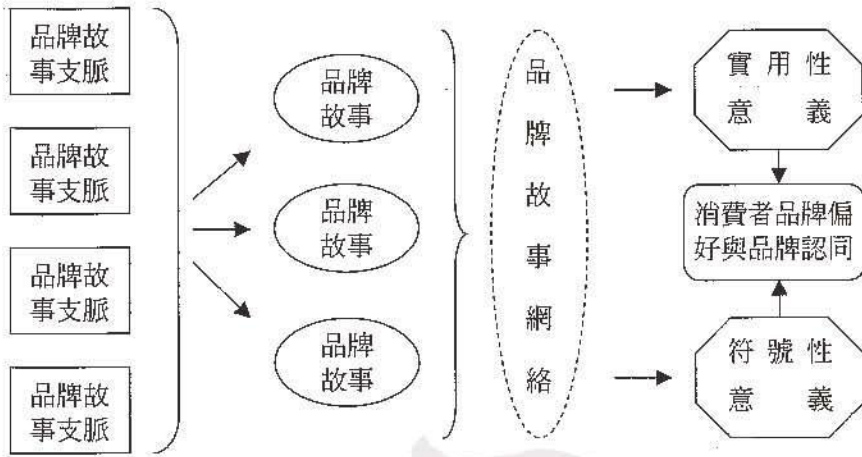 品牌故
事支脈
品牌故
事支脈
品牌故
事支脈
品牌故
事支脈
品牌
故事
品牌
故事
品牌
故事
品
牌
故
事
網
絡
實用性
意義
消費者品牌偏
好與品牌認同
符號性
意義